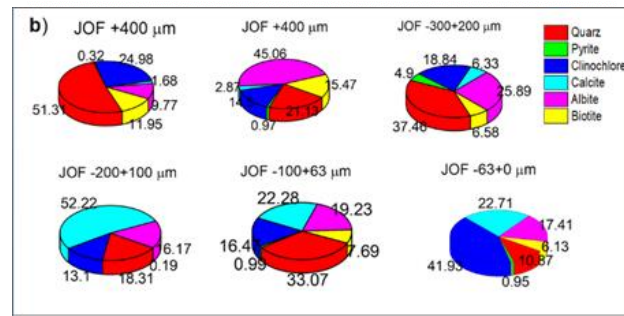 b)
JOF +400 µm
0.32
24.98
1.68
9.77
11.95
51.31
JOF +400 µm
45.06
15.47
21.13
0.97
2.87
JOF -300+200 µm
18.84
6.33
25.89
6.58
37.46
4.9
Quarz
Pyrite
Clinochlore
Calcite
Albite
Biotite
JOF -200+100 µm
52.22
16.17
0.19
18.31
13.1
JOF -100+63 µm
22.28
19.23
7.69
33.07
0.99
JOF -63+0 µm
22.71
17.41
6.13
10.87
0.95
41.93